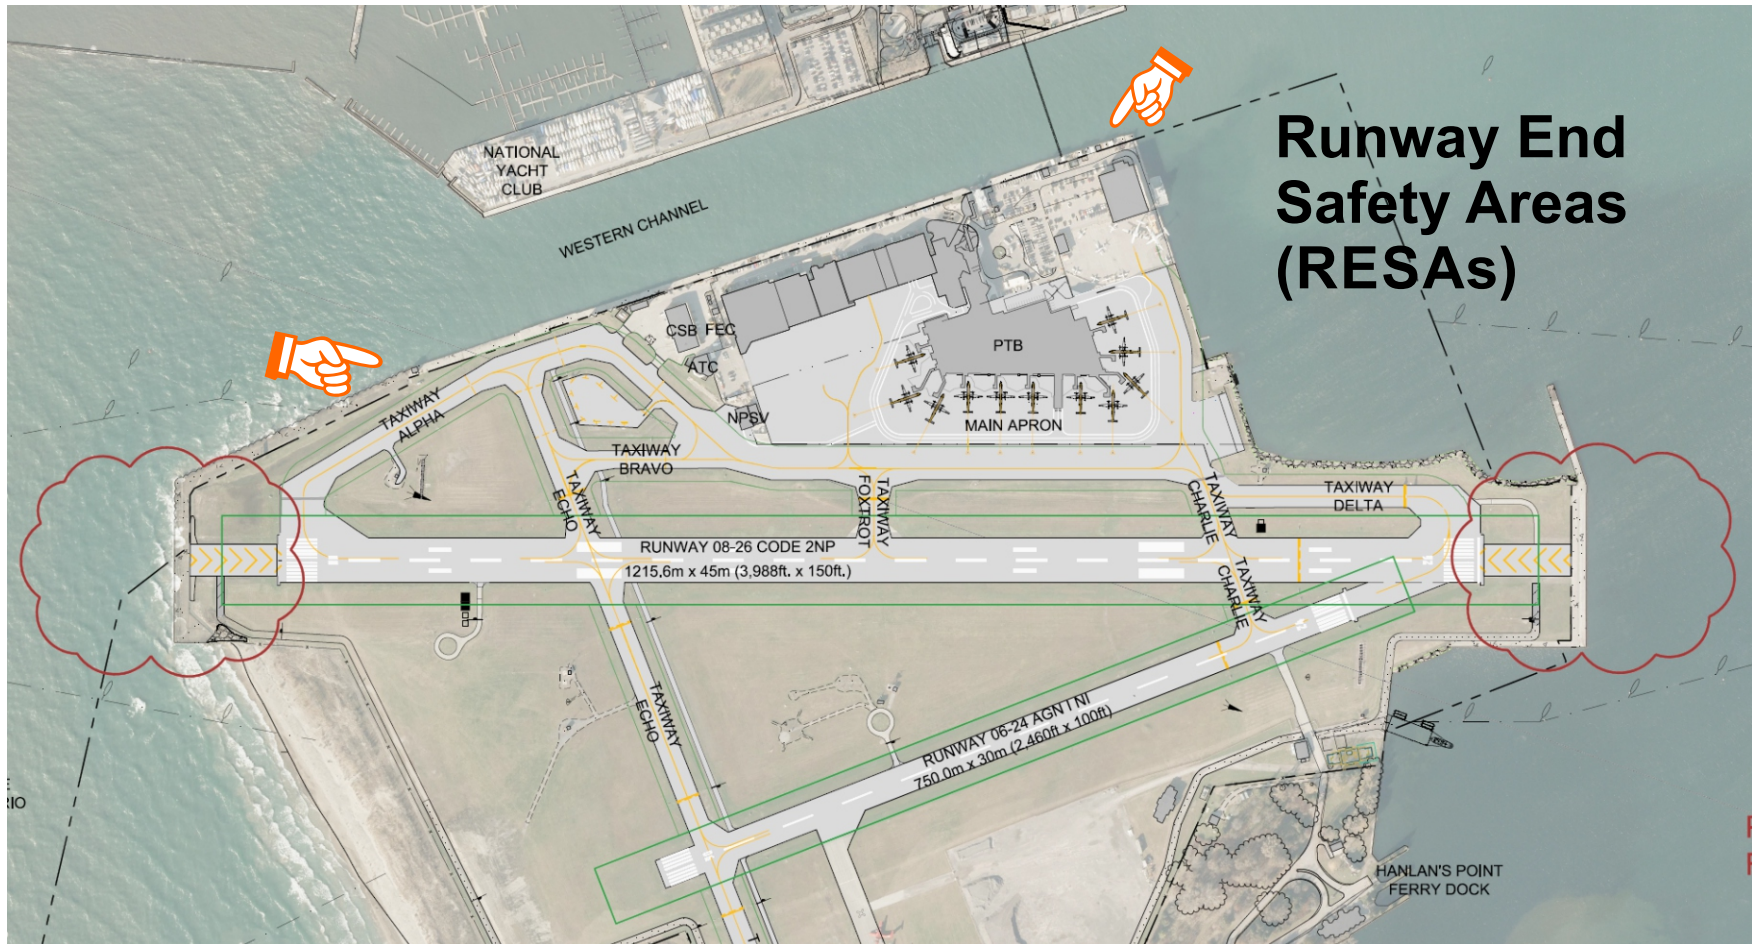 Runway End
Safety Areas
(RESAs)
NATIONAL
YACHT
CLUB
WESTERN CHANNEL
CSB FEC
ATC
PTB
NPSV
MAIN APRON
TAXIWAY
ALPHA
TAXIWAY
BRAVO
TAXIWAY
ECHO
TAXIWAY
FOXTROT
TAXIWAY
CHARLIE
TAXIWAY
DELTA
RUNWAY 08-26 CODE 2NP
1215.6m x 45m (3,988ft. x 150ft.)
TAXIWAY
CHARLIE
TAXIWAY
ECHO
RUNWAY 06-24 AGN I NI
750.0m x 30m (2,460ft x 100ft)
HANLAN'S POINT
FERRY DOCK